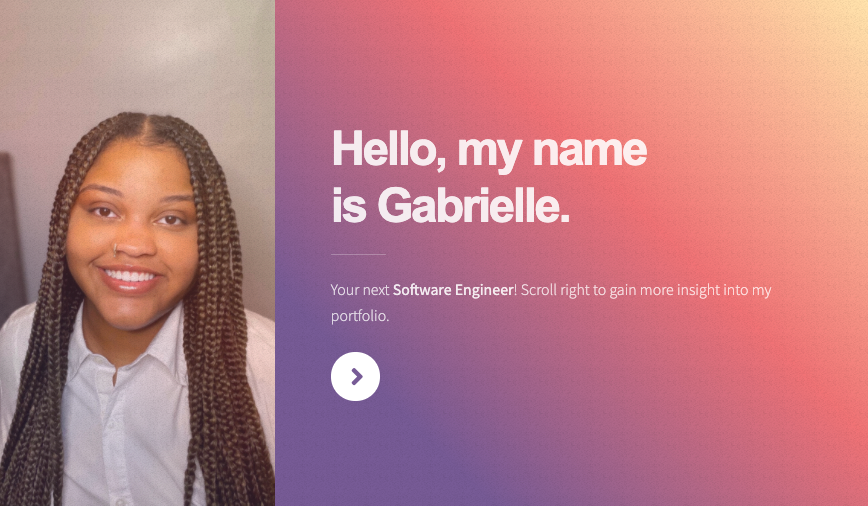 Hello, my name
is Gabrielle.
Your next Software Engineer! Scroll right to gain more insight into my
portfolio.